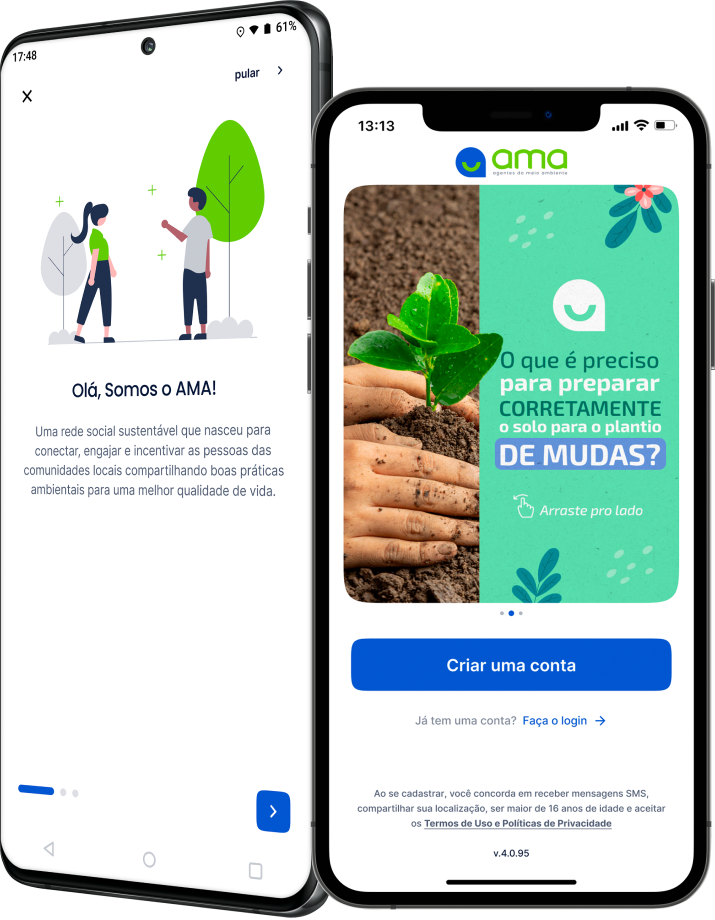 17:48
61%
pular
Olá, Somos o AMA!
Uma rede social sustentável que nasceu para
conectar, engajar e incentivar as pessoas das
comunidades locais compartilhando boas práticas
ambientais para uma melhor qualidade de vida.
13:13
ama
agentes do meio ambiente
O que é preciso
para preparar
CORRETAMENTE
o solo para o plantio
DE MUDAS?
Arraste pro lado
Criar uma conta
Já tem uma conta? Faça o login
Ao se cadastrar, você concorda em receber mensagens SMS,
compartilhar sua localização, ser maior de 16 anos de idade e aceitar
os Termos de Uso e Políticas de Privacidade
v.4.0.95